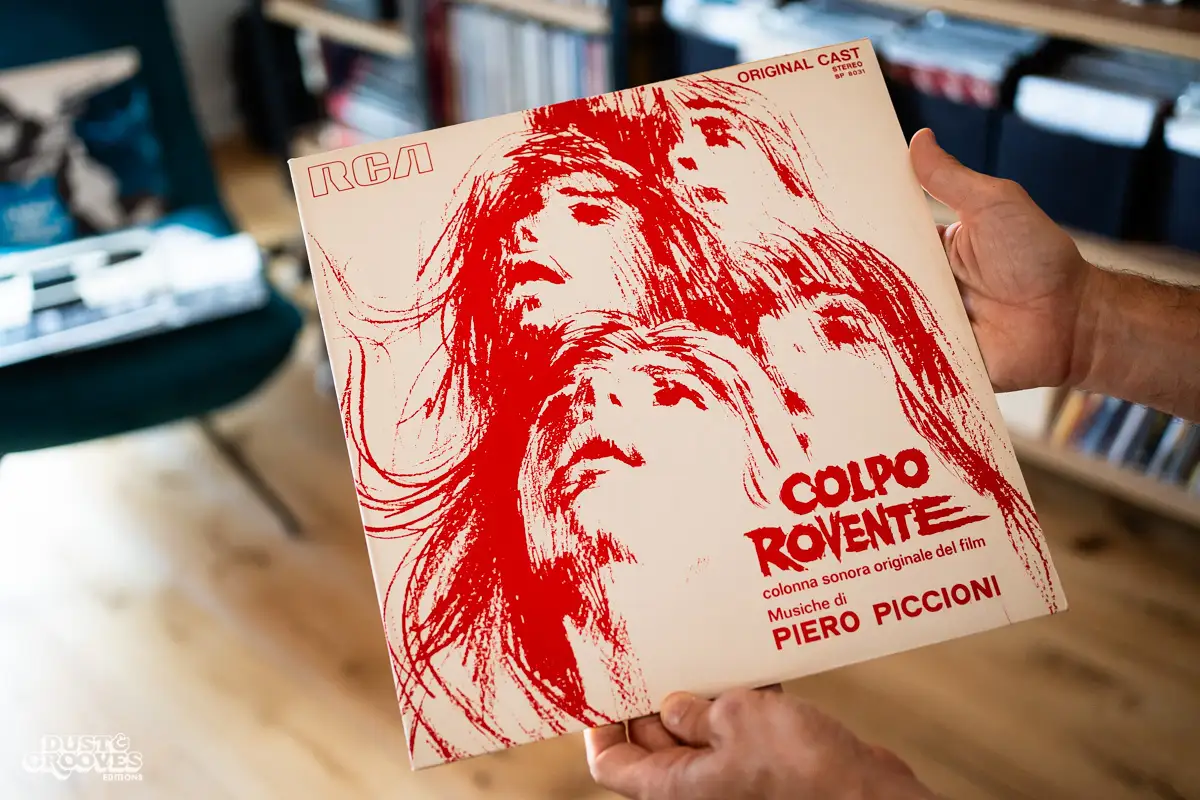 ORIGINAL CAST
STEREO
SP 8031
RCA
COLPO
ROVENTE
colonna sonora originale del film
Musiche di
PIERO PICCIONI
DUST &
GROOVES
EDITIONS